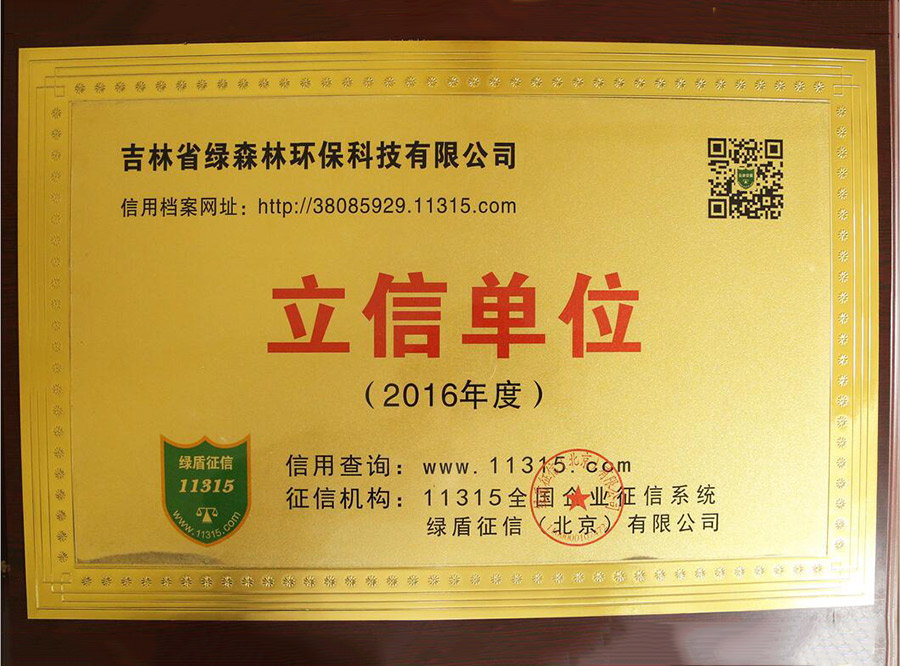 吉林省绿森林环保科技有限公司
信用档案网址：http://38085929.11315.com
立信单位
（2016年度）
绿盾征信
11315
www.11315.com
信用查询：www.11315.com
征信机构：11315全国企业征信系统
绿盾征信（北京）有限公司